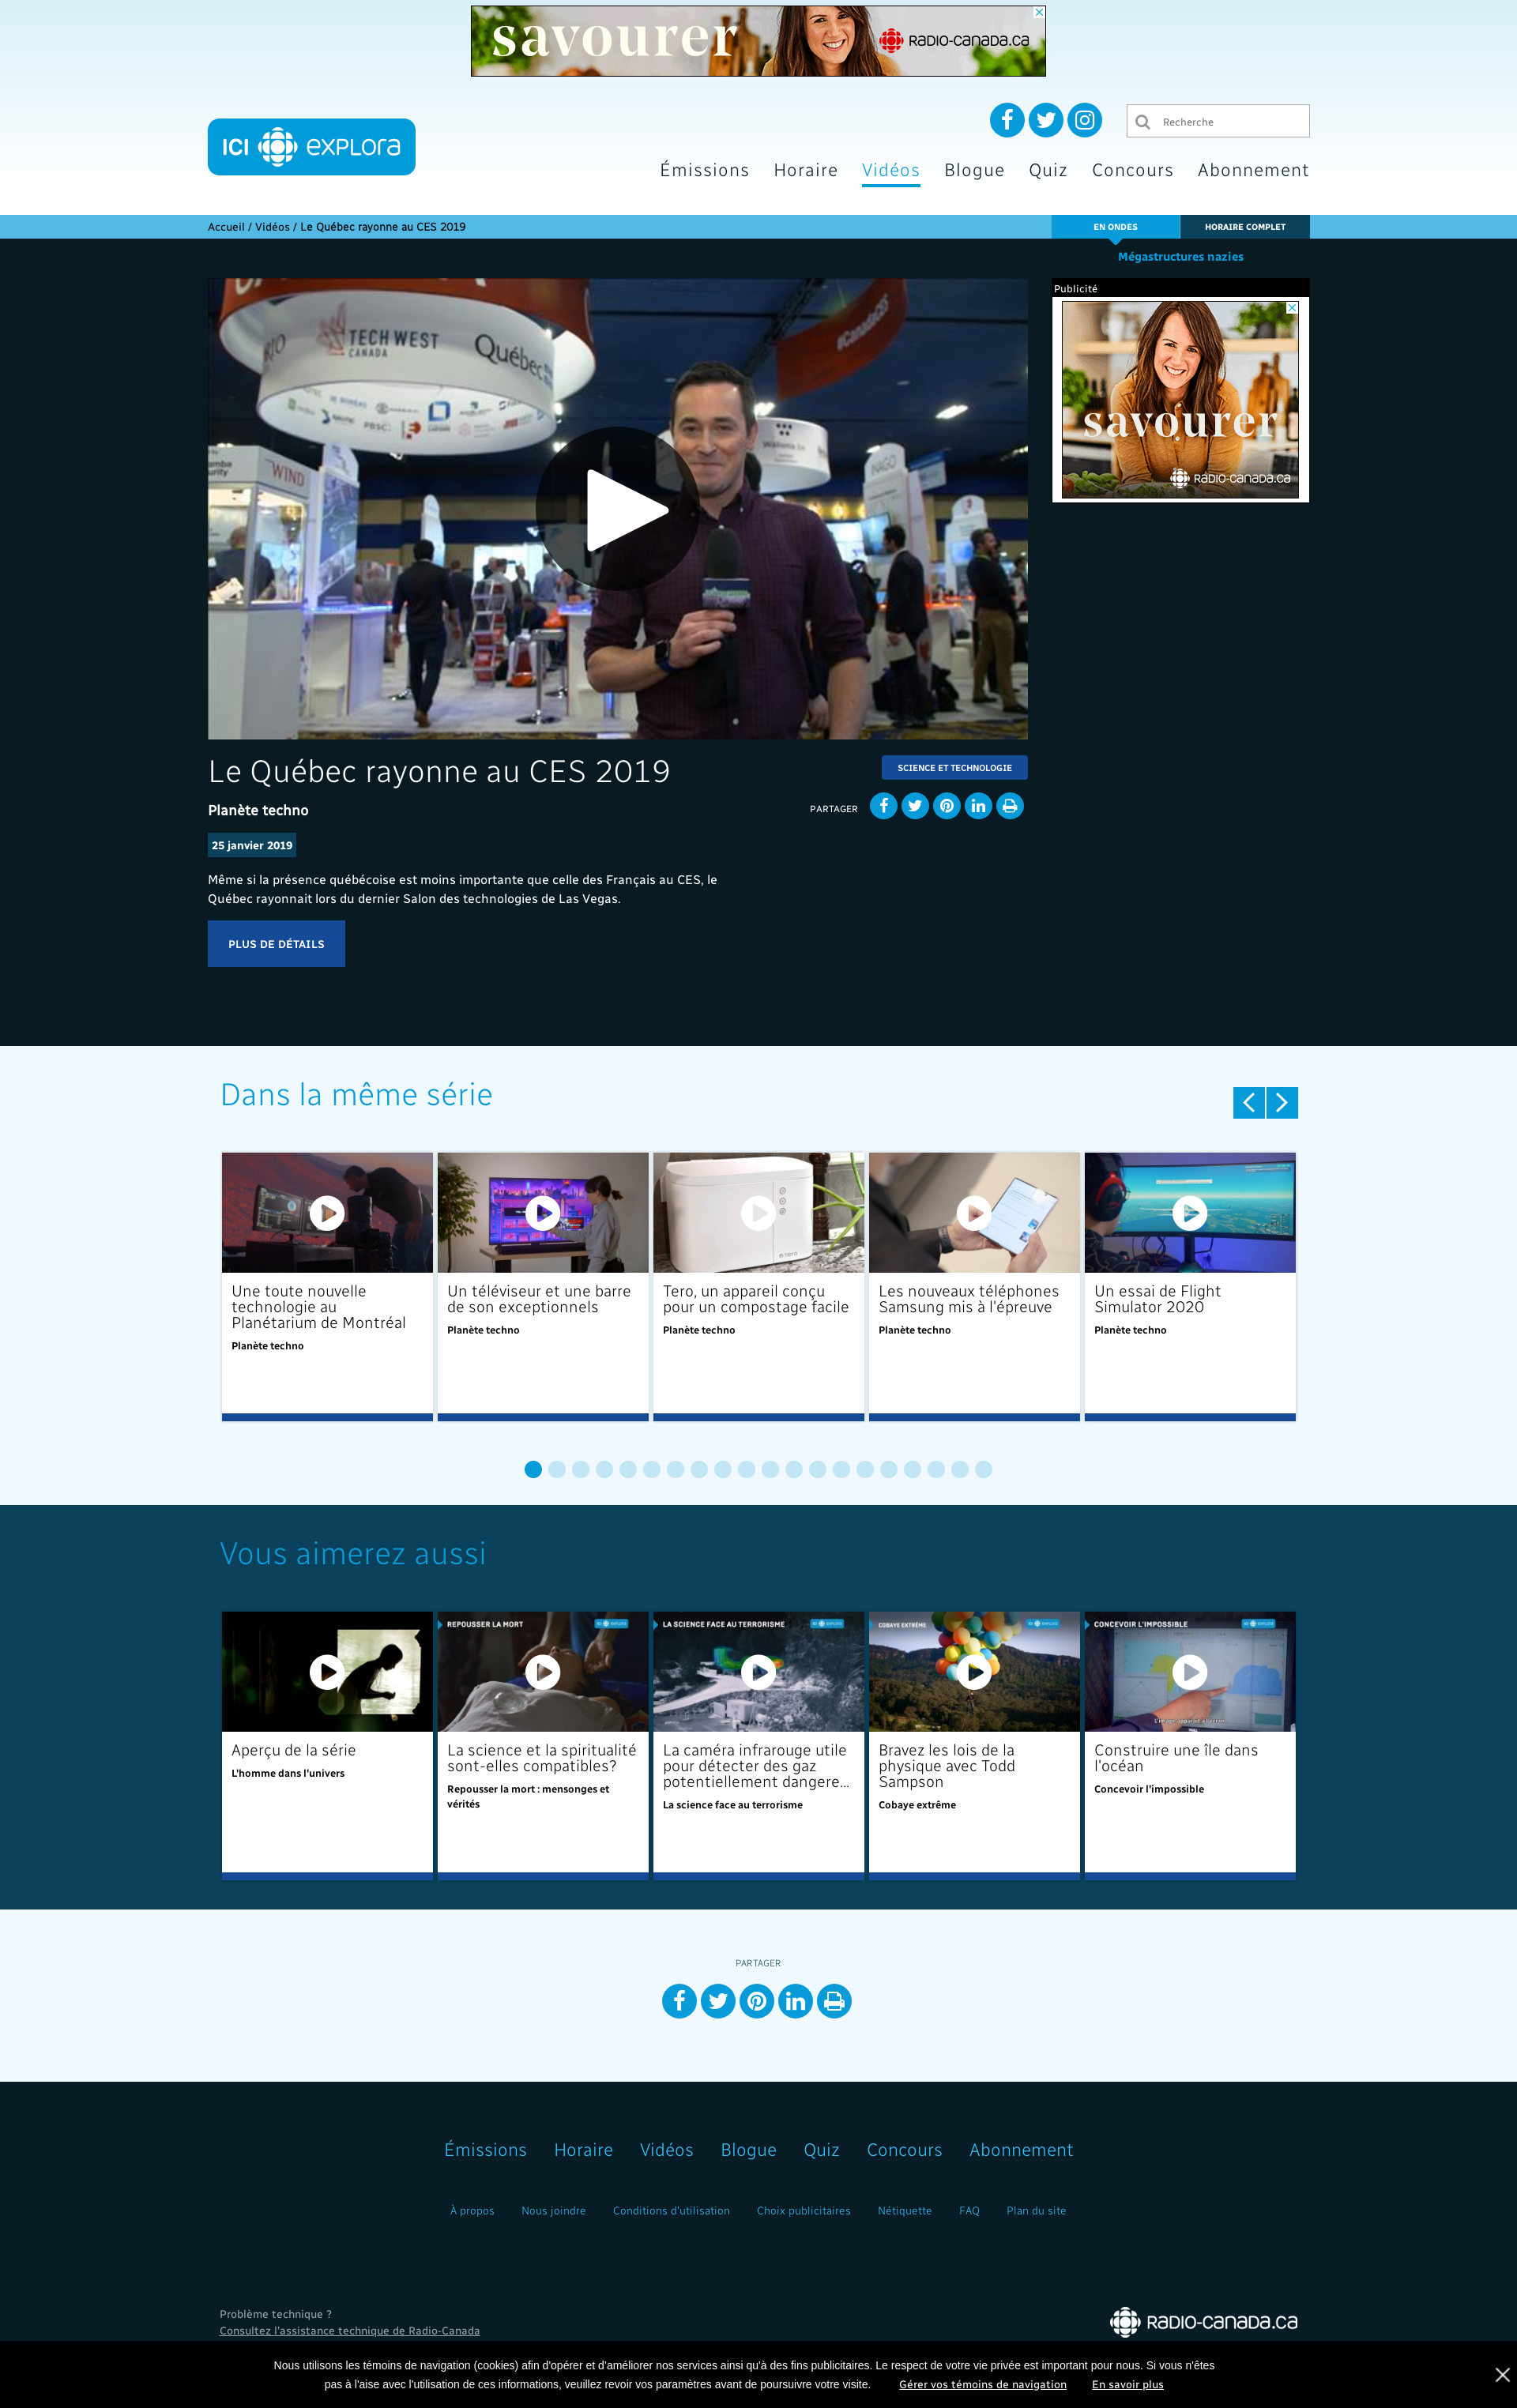 savourer
RADIO-CANADA.CA
ICI explora
Recherche
Émissions Horaire Vidéos Blogue Quiz Concours Abonnement
Accueil / Vidéos / Le Québec rayonne au CES 2019
EN ONDES
HORAIRE COMPLET
Mégastructures nazies
TECH WEST
CANADA
Québec
#CanadaCES
WIND
Publicité
savourer
RADIO-CANADA.CA
Le Québec rayonne au CES 2019
SCIENCE ET TECHNOLOGIE
Planète techno
PARTAGER
25 janvier 2019
Même si la présence québécoise est moins importante que celle des Français au CES, le
Québec rayonnait lors du dernier Salon des technologies de Las Vegas.
PLUS DE DÉTAILS
Dans la même série
Une toute nouvelle
technologie au
Planétarium de Montréal
Planète techno
Un téléviseur et une barre
de son exceptionnels
Planète techno
Tero, un appareil conçu
pour un compostage facile
Planète techno
Les nouveaux téléphones
Samsung mis à l'épreuve
Planète techno
Un essai de Flight
Simulator 2020
Planète techno
Vous aimerez aussi
Aperçu de la série
L'homme dans l'univers
REPOUSSER LA MORT
La science et la spiritualité
sont-elles compatibles?
Repousser la mort : mensonges et
vérités
LA SCIENCE FACE AU TERRORISME
La caméra infrarouge utile
pour détecter des gaz
potentiellement dangere...
La science face au terrorisme
COBAYE EXTRÊME
Bravez les lois de la
physique avec Todd
Sampson
Cobaye extrême
CONCEVOIR L'IMPOSSIBLE
Construire une île dans
l'océan
Concevoir l'impossible
PARTAGER
Émissions Horaire Vidéos Blogue Quiz Concours Abonnement
À propos Nous joindre Conditions d'utilisation Choix publicitaires Nétiquette FAQ Plan du site
Problème technique ?
Consultez l'assistance technique de Radio-Canada
RADIO-CANADA.CA
Nous utilisons les témoins de navigation (cookies) afin d'opérer et d'améliorer nos services ainsi qu'à des fins publicitaires. Le respect de votre vie privée est important pour nous. Si vous n'êtes
pas à l'aise avec l'utilisation de ces informations, veuillez revoir vos paramètres avant de poursuivre votre visite. Gérer vos témoins de navigation En savoir plus